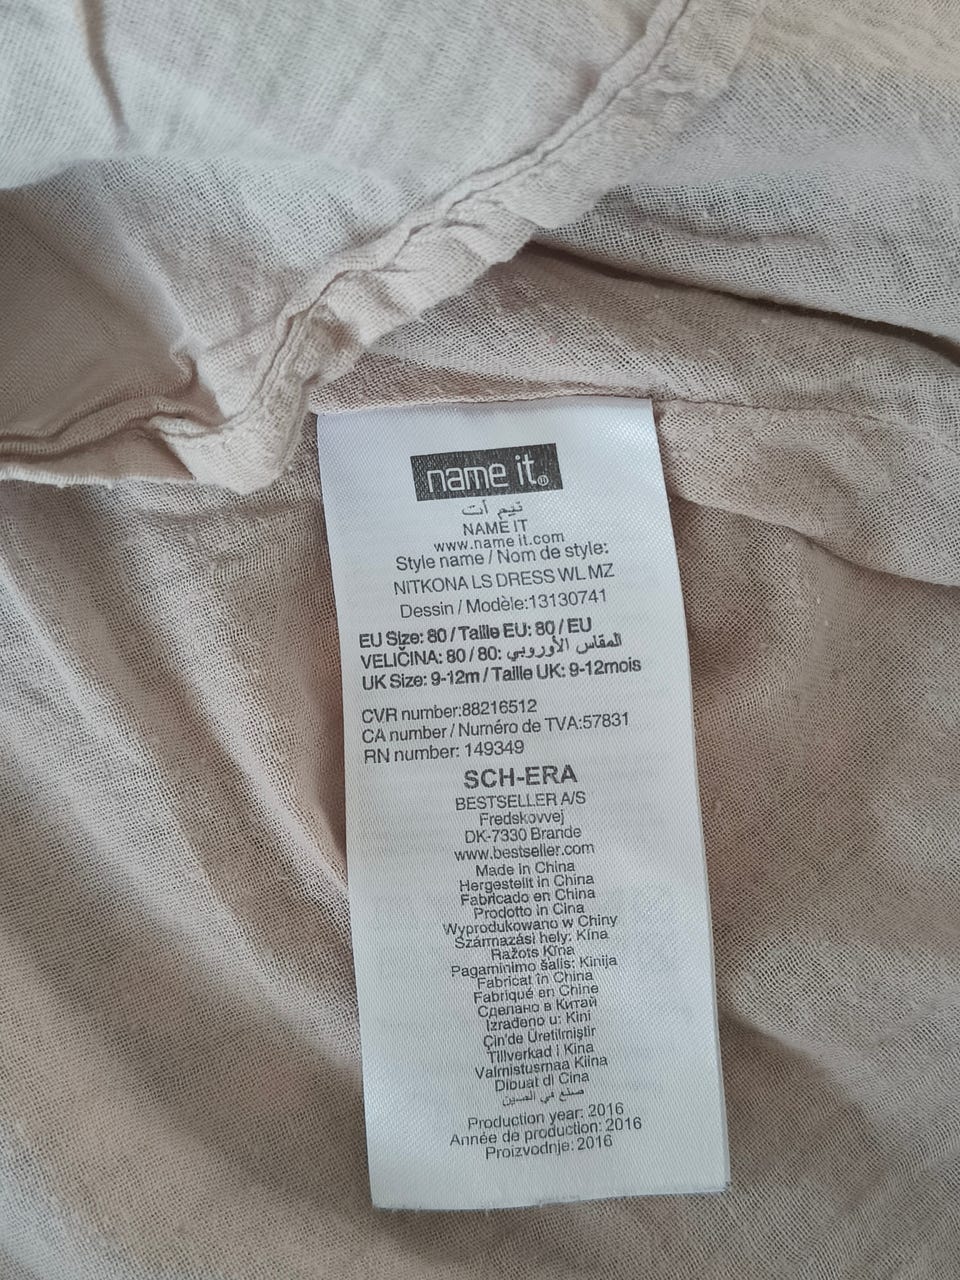 name it®
نيم ات
NAME IT
www.name it.com
Style name / Nom de style:
NITKONA LS DRESS WL MZ
Dessin / Modèle:13130741
EU Size: 80 / Taille EU: 80 / EU
VELIČINA: 80 / 80: المقاس الأوروبي
UK Size: 9-12m / Taille UK: 9-12mois
CVR number:88216512
CA number / Numéro de TVA:57831
RN number: 149349
SCH-ERA
BESTSELLER A/S
Fredskovvej
DK-7330 Brande
www.bestseller.com
Made in China
Hergestellt in China
Fabricado en China
Prodotto in Cina
Wyprodukowano w Chiny
Származási hely: Kína
Ražots Ķīna
Pagaminimo šalis: Kinija
Fabricat în China
Fabriqué en Chine
Сделано в Китай
Izrađeno u: Kini
Çin'de Üretilmiştir
Tillverkad i Kina
Valmistusmaa Kiina
Dibuat di Cina
صنع في الصين
Production year: 2016
Année de production: 2016
Proizvodnje: 2016